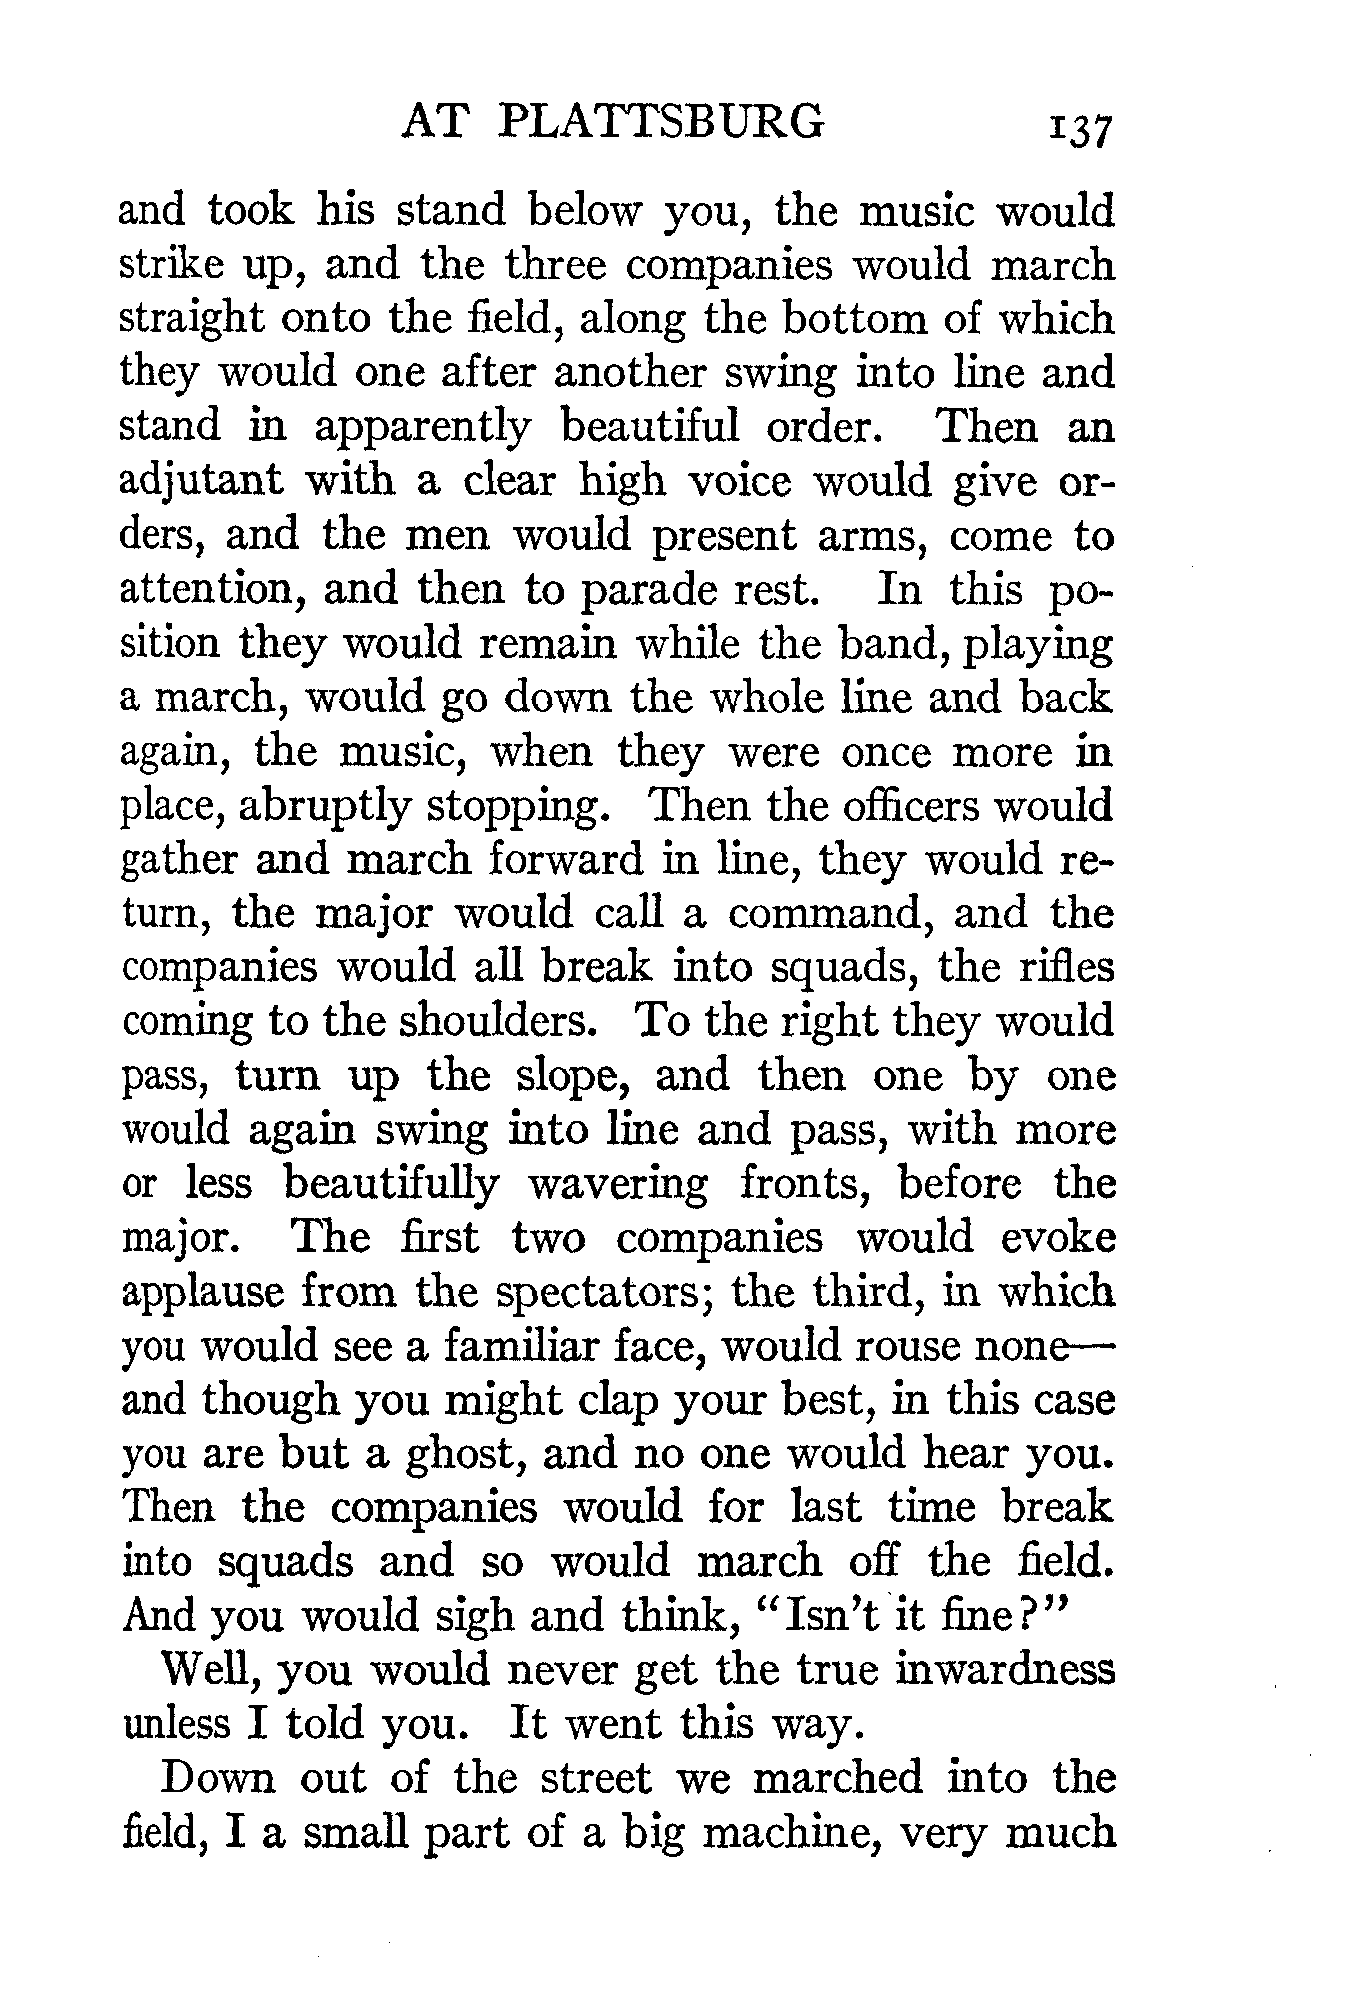 AT PLATTSBURG 137
and took his stand below you, the music would
strike up, and the three companies would march
straight onto the field, along the bottom of which
they would one after another swing into line and
stand in apparently beautiful order. Then an
adjutant with a clear high voice would give or-
ders, and the men would present arms, come to
attention, and then to parade rest. In this po-
sition they would remain while the band, playing
a march, would go down the whole line and back
again, the music, when they were once more in
place, abruptly stopping. Then the officers would
gather and march forward in line, they would re-
turn, the major would call a command, and the
companies would all break into squads, the rifles
coming to the shoulders. To the right they would
pass, turn up the slope, and then one by one
would again swing into line and pass, with more
or less beautifully wavering fronts, before the
major. The first two companies would evoke
applause from the spectators; the third, in which
you would see a familiar face, would rouse none—
and though you might clap your best, in this case
you are but a ghost, and no one would hear you.
Then the companies would for last time break
into squads and so would march off the field.
And you would sigh and think, "Isn't it fine?"
Well, you would never get the true inwardness
unless I told you. It went this way.
Down out of the street we marched into the
field, I a small part of a big machine, very much